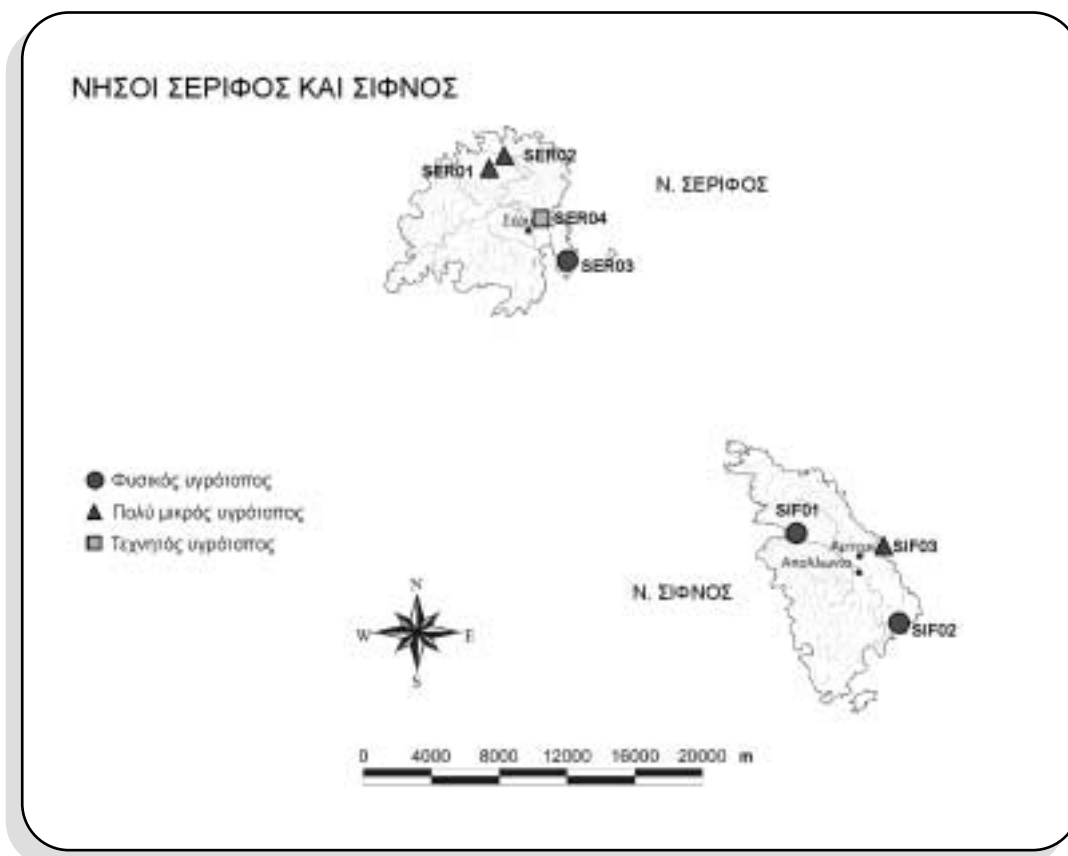 ΝΗΣΟΙ ΣΕΡΙΦΟΣ ΚΑΙ ΣΙΦΝΟΣ
SER02
SER01
Ν. ΣΕΡΙΦΟΣ
SER04
SER03
Φυσικός υγρότοπος
Πολύ μικρός υγρότοπος
Τεχνητός υγρότοπος
SIF01
SIF03
Απολλωνία
Ν. ΣΙΦΝΟΣ
SIF02
N
W E
S
0 4000 8000 12000 16000 20000 m